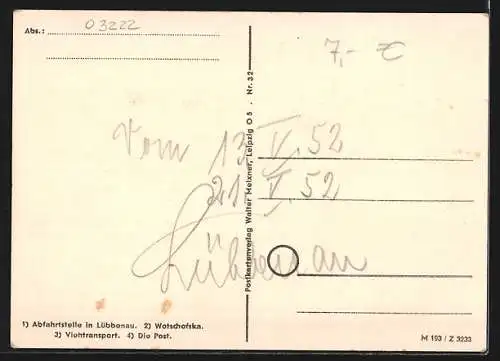 Abs.: 03222
7,- €
Vom 13. V. 52
21. V. 52
Lübbenau
Postkartenverlag Walter Meixner, Leipzig O 5 . Nr. 32
1) Abfahrtstelle in Lübbenau. 2) Wotschofska.
3) Viehtransport. 4) Die Post.
M 193 / Z 3233